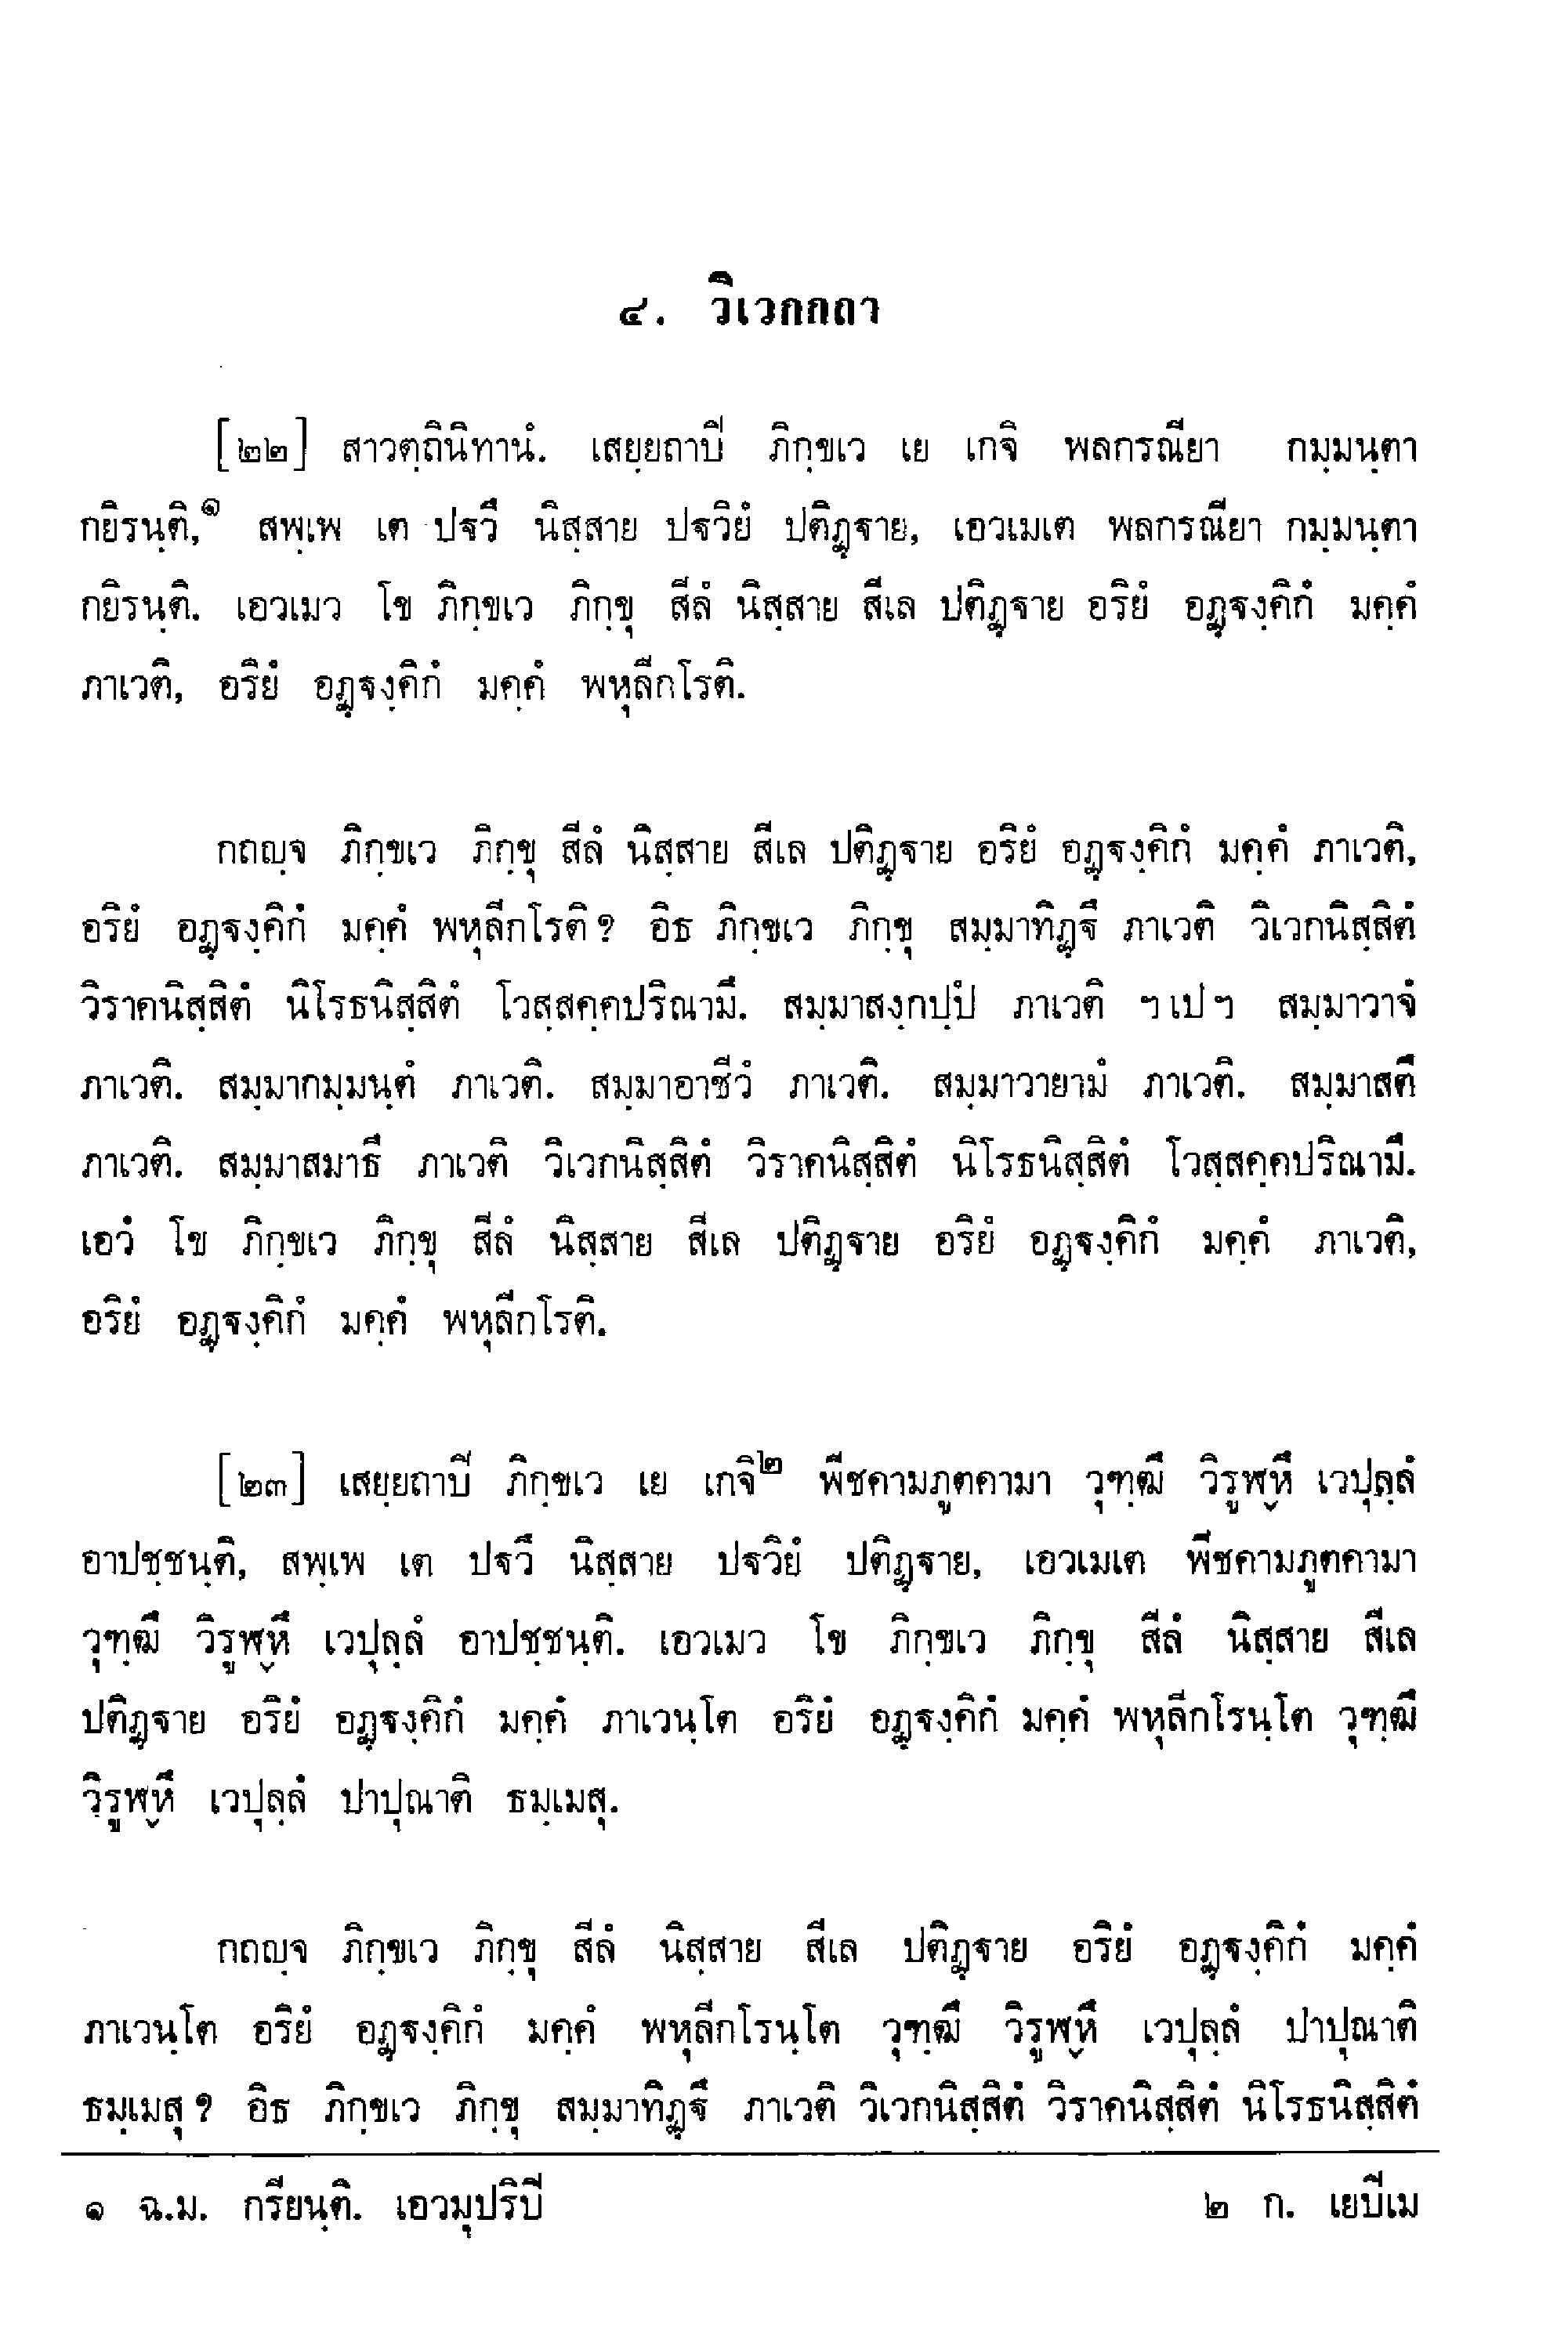 ๔. วิเวกกถา
[๒๒] สาวตฺถินิทานํ. เสยฺยถาปิ ภิกฺขเว เย เกจิ พลกรณียา กมฺมนฺตา
กยิรนฺติ,๑ สพฺเพ เต ปฐวึ นิสฺสาย ปฐวิยํ ปติฏฺฐาย, เอวเมเต พลกรณียา กมฺมนฺตา
กยิรนฺติ. เอวเมว โข ภิกฺขเว ภิกฺขุ สีลํ นิสฺสาย สีเล ปติฏฺฐาย อริยํ อฏฺฐงฺคิกํ มคฺคํ
ภาเวติ, อริยํ อฏฺฐงฺคิกํ มคฺคํ พหุลีกโรติ.
กถญฺจ ภิกฺขเว ภิกฺขุ สีลํ นิสฺสาย สีเล ปติฏฺฐาย อริยํ อฏฺฐงฺคิกํ มคฺคํ ภาเวติ,
อริยํ อฏฺฐงฺคิกํ มคฺคํ พหุลีกโรติ? อิธ ภิกฺขเว ภิกฺขุ สมฺมาทิฏฺฐึ ภาเวติ วิเวกนิสฺสิตํ
วิราคนิสฺสิตํ นิโรธนิสฺสิตํ โวสฺสคฺคปริณามึ. สมฺมาสงฺกปฺปํ ภาเวติ ฯเปฯ สมฺมาวาจํ
ภาเวติ. สมฺมากมฺมนฺตํ ภาเวติ. สมฺมาอาชีวํ ภาเวติ. สมฺมาวายามํ ภาเวติ. สมฺมาสตึ
ภาเวติ. สมฺมาสมาธึ ภาเวติ วิเวกนิสฺสิตํ วิราคนิสฺสิตํ นิโรธนิสฺสิตํ โวสฺสคฺคปริณามึ.
เอวํ โข ภิกฺขเว ภิกฺขุ สีลํ นิสฺสาย สีเล ปติฏฺฐาย อริยํ อฏฺฐงฺคิกํ มคฺคํ ภาเวติ,
อริยํ อฏฺฐงฺคิกํ มคฺคํ พหุลีกโรติ.
[๒๓] เสยฺยถาปิ ภิกฺขเว เย เกจิ๒ พีชคามภูตคามา วุฑฺฒึ วิรูฬฺหึ เวปุลฺลํ
อาปชฺชนฺติ, สพฺเพ เต ปฐวึ นิสฺสาย ปฐวิยํ ปติฏฺฐาย, เอวเมเต พีชคามภูตคามา
วุฑฺฒึ วิรูฬฺหึ เวปุลฺลํ อาปชฺชนฺติ. เอวเมว โข ภิกฺขเว ภิกฺขุ สีลํ นิสฺสาย สีเล
ปติฏฺฐาย อริยํ อฏฺฐงฺคิกํ มคฺคํ ภาเวนฺโต อริยํ อฏฺฐงฺคิกํ มคฺคํ พหุลีกโรนฺโต วุฑฺฒึ
วิรูฬฺหึ เวปุลฺลํ ปาปุณาติ ธมฺเมสุ.
กถญฺจ ภิกฺขเว ภิกฺขุ สีลํ นิสฺสาย สีเล ปติฏฺฐาย อริยํ อฏฺฐงฺคิกํ มคฺคํ
ภาเวนฺโต อริยํ อฏฺฐงฺคิกํ มคฺคํ พหุลีกโรนฺโต วุฑฺฒึ วิรูฬฺหึ เวปุลฺลํ ปาปุณาติ
ธมฺเมสุ? อิธ ภิกฺขเว ภิกฺขุ สมฺมาทิฏฺฐึ ภาเวติ วิเวกนิสฺสิตํ วิราคนิสฺสิตํ นิโรธนิสฺสิตํ
๑ ฉ.ม. กรียนฺติ. เอวมุปริปิ ๒ ก. เยปิเม